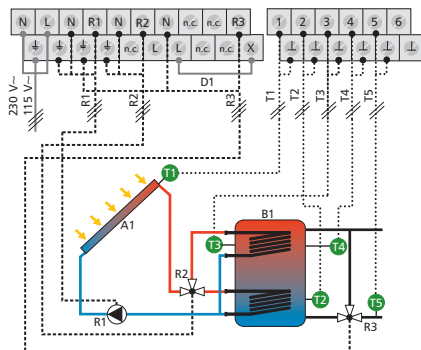 N L N R1 N R2 N n.c. n.c. R3
n.c. L L n.c. n.c. X
1 2 3 4 5 6
D1
230 V~
115 V~
R1
R2
R3
T1
T2
T3
T4
T5
T1
A1
B1
R2
T3
T4
T2
T5
R1
R3